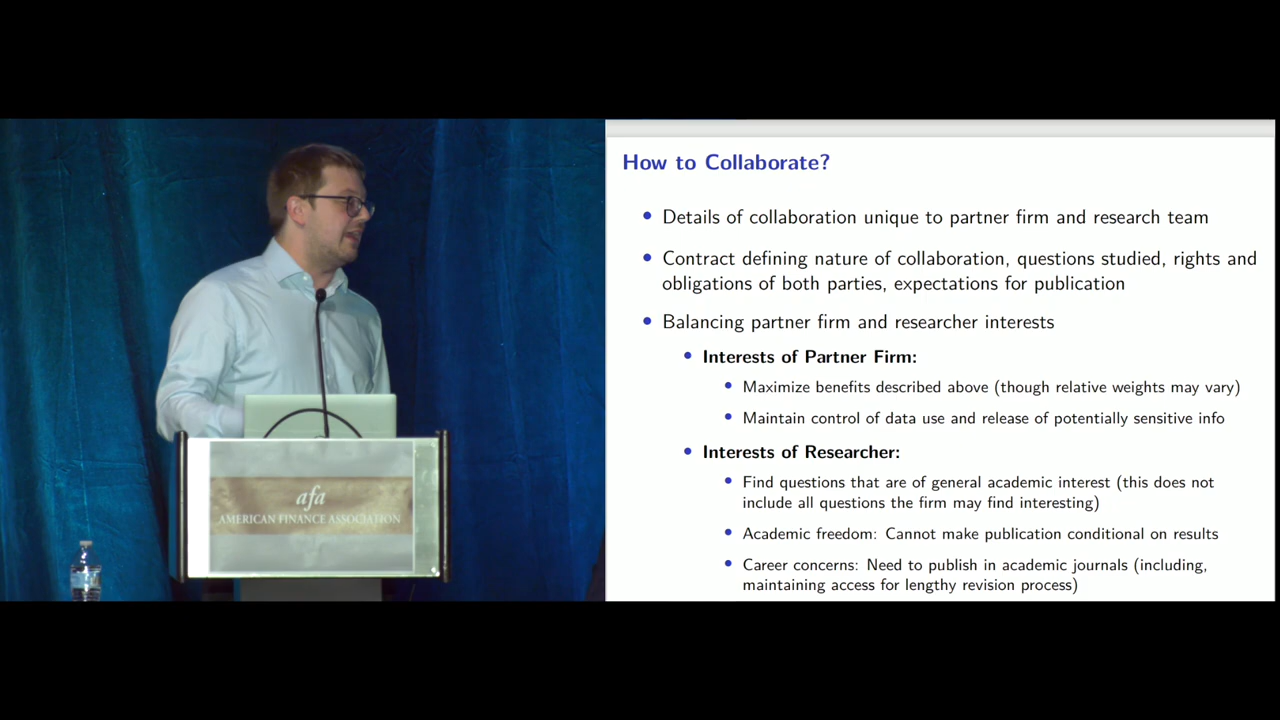 How to Collaborate?
• Details of collaboration unique to partner firm and research team
• Contract defining nature of collaboration, questions studied, rights and
obligations of both parties, expectations for publication
• Balancing partner firm and researcher interests
• Interests of Partner Firm:
• Maximize benefits described above (though relative weights may vary)
• Maintain control of data use and release of potentially sensitive info
• Interests of Researcher:
• Find questions that are of general academic interest (this does not
include all questions the firm may find interesting)
• Academic freedom: Cannot make publication conditional on results
• Career concerns: Need to publish in academic journals (including,
maintaining access for lengthy revision process)
afa
AMERICAN FINANCE ASSOCIATION